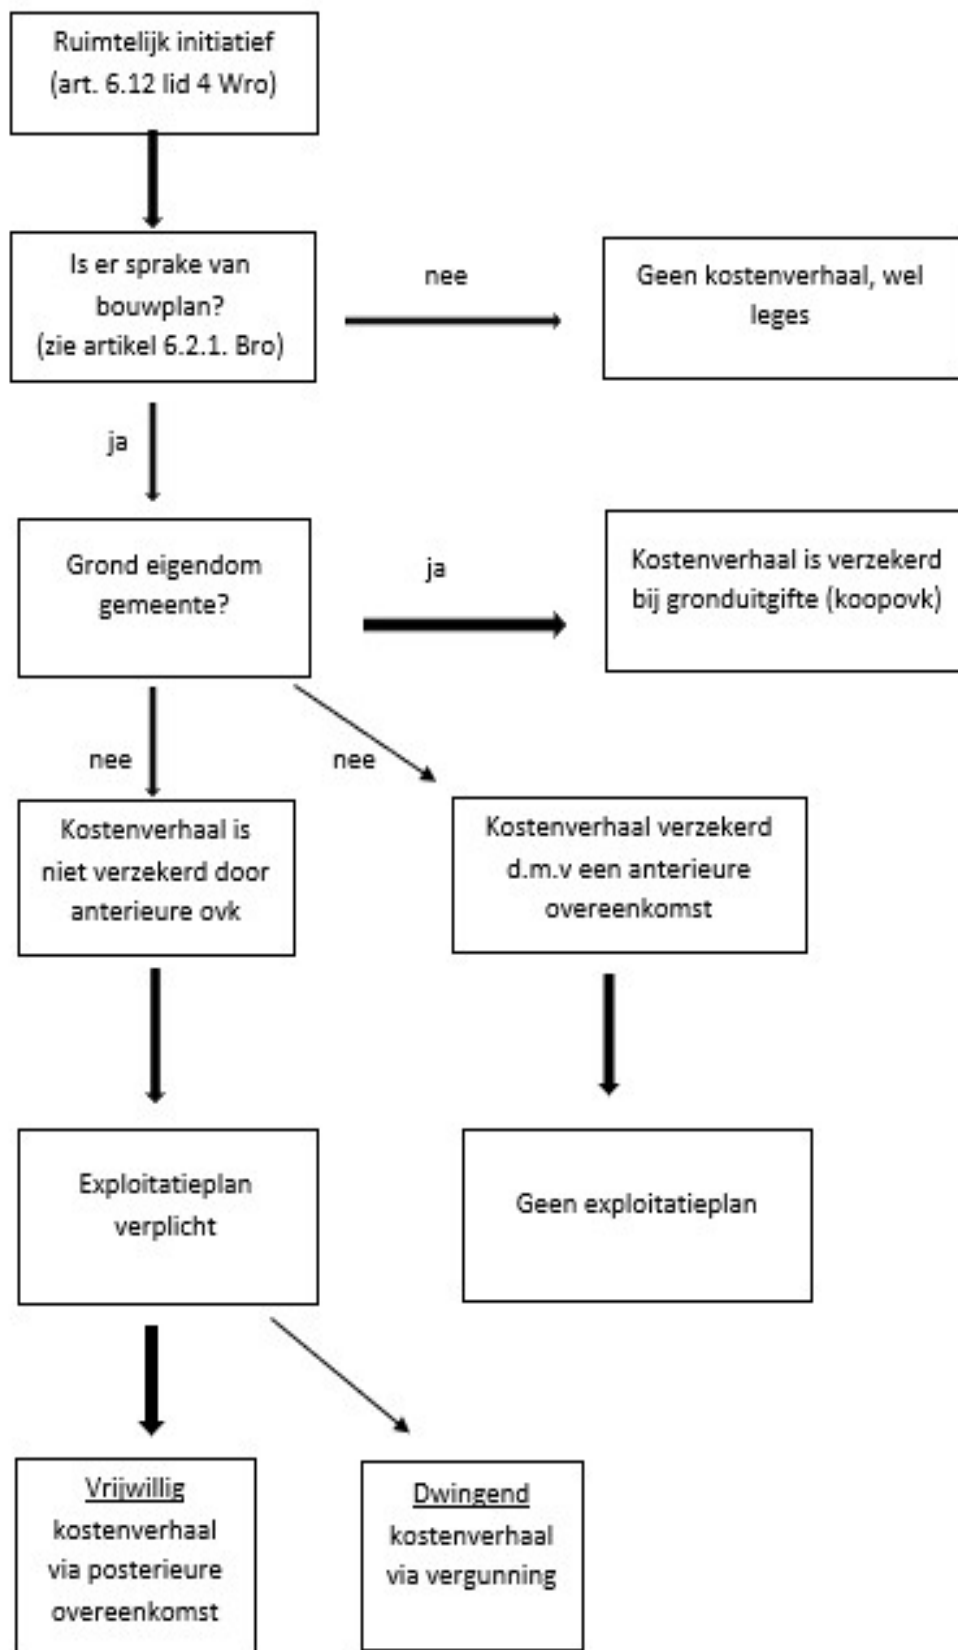 Ruimtelijk initiatief
(art. 6.12 lid 4 Wro)
Is er sprake van
bouwplan?
(zie artikel 6.2.1. Bro)
nee
Geen kostenverhaal, wel
leges
ja
Grond eigendom
gemeente?
ja
Kostenverhaal is verzekerd
bij gronduitgifte (koopovk)
nee
nee
Kostenverhaal is
niet verzekerd door
anterieure ovk
Kostenverhaal verzekerd
d.m.v een anterieure
overeenkomst
Exploitatieplan
verplicht
Geen exploitatieplan
Vrijwillig
kostenverhaal
via posterieure
overeenkomst
Dwingend
kostenverhaal
via vergunning